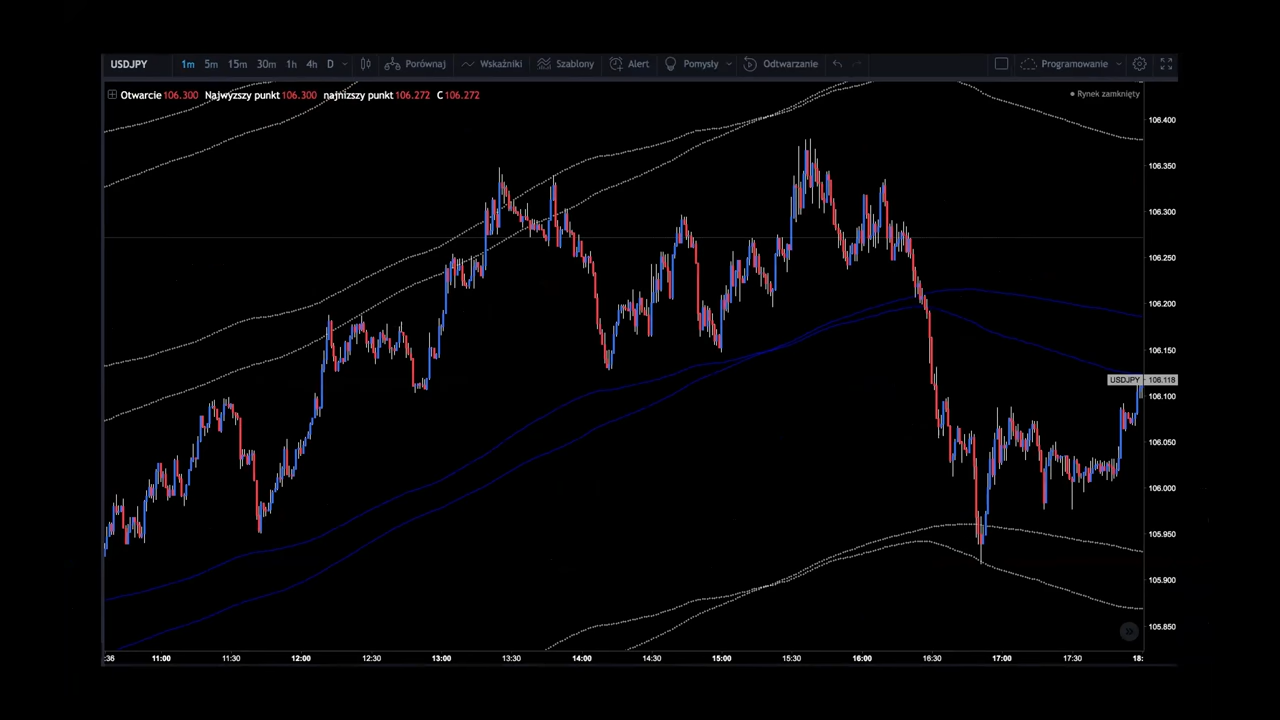 USDJPY 1m 5m 15m 30m 1h 4h D Porównaj Wskaźniki Szablony Alert Pomysły Odtwarzanie Programowanie
Otwarcie 106.300 Najwyższy punkt 106.300 najniższy punkt 106.272 C 106.272
Rynek zamknięty
106.400
106.350
106.300
106.250
106.200
106.150
USDJPY 106.118
106.100
106.050
106.000
105.950
105.900
105.850
:36 11:00 11:30 12:00 12:30 13:00 13:30 14:00 14:30 15:00 15:30 16:00 16:30 17:00 17:30 18: